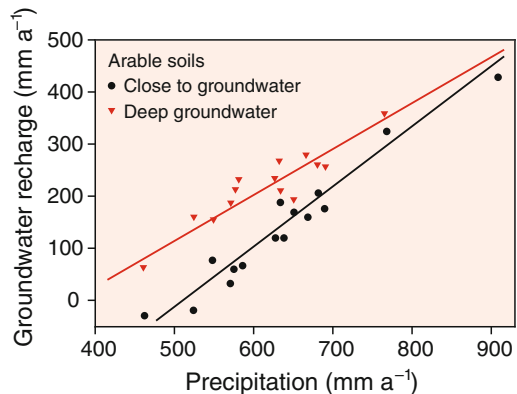 500
400
300
200
100
0
Groundwater recharge (mm a⁻¹)
Arable soils
Close to groundwater
Deep groundwater
400 500 600 700 800 900
Precipitation (mm a⁻¹)